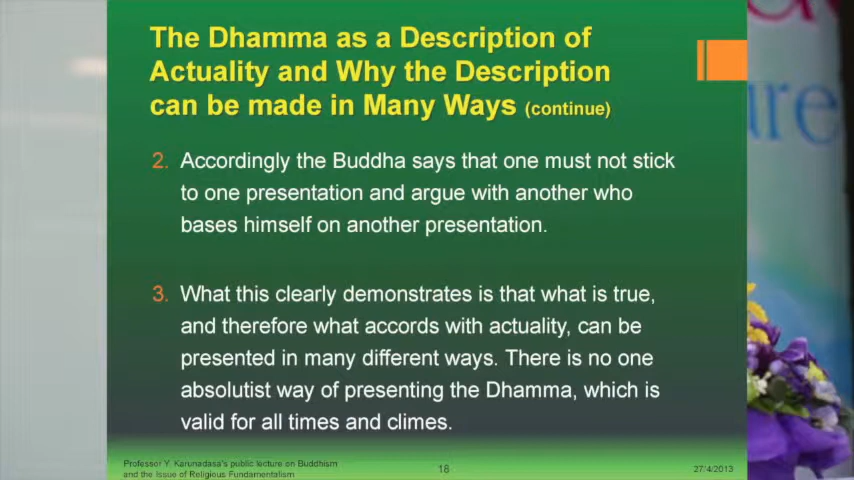 The Dhamma as a Description of
Actuality and Why the Description
can be made in Many Ways (continue)
2. Accordingly the Buddha says that one must not stick
to one presentation and argue with another who
bases himself on another presentation.
3. What this clearly demonstrates is that what is true,
and therefore what accords with actuality, can be
presented in many different ways. There is no one
absolutist way of presenting the Dhamma, which is
valid for all times and climes.
Professor Y. Karunadasa's public lecture on Buddhism
and the Issue of Religious Fundamentalism
18
27/4/2013